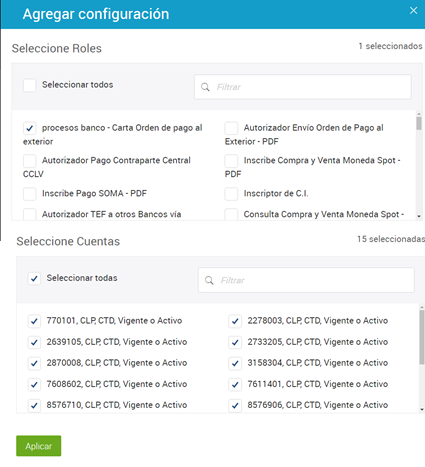 Agregar configuración
Seleccione Roles
1 seleccionados
Seleccionar todos
Filtrar
procesos banco - Carta Orden de pago al exterior
Autorizador Envío Orden de Pago al Exterior - PDF
Autorizador Pago Contraparte Central CCLV
Inscribe Compra y Venta Moneda Spot - PDF
Inscribe Pago SOMA - PDF
Inscriptor de C.I.
Autorizador TEF a otros Bancos vía
Consulta Compra y Venta Moneda Spot -
Seleccione Cuentas
15 seleccionadas
Seleccionar todas
Filtrar
770101, CLP, CTD, Vigente o Activo
2278003, CLP, CTD, Vigente o Activo
2639105, CLP, CTD, Vigente o Activo
2733205, CLP, CTD, Vigente o Activo
2870008, CLP, CTD, Vigente o Activo
3158304, CLP, CTD, Vigente o Activo
7608602, CLP, CTD, Vigente o Activo
7611401, CLP, CTD, Vigente o Activo
8576710, CLP, CTD, Vigente o Activo
8576906, CLP, CTD, Vigente o Activo
Aplicar